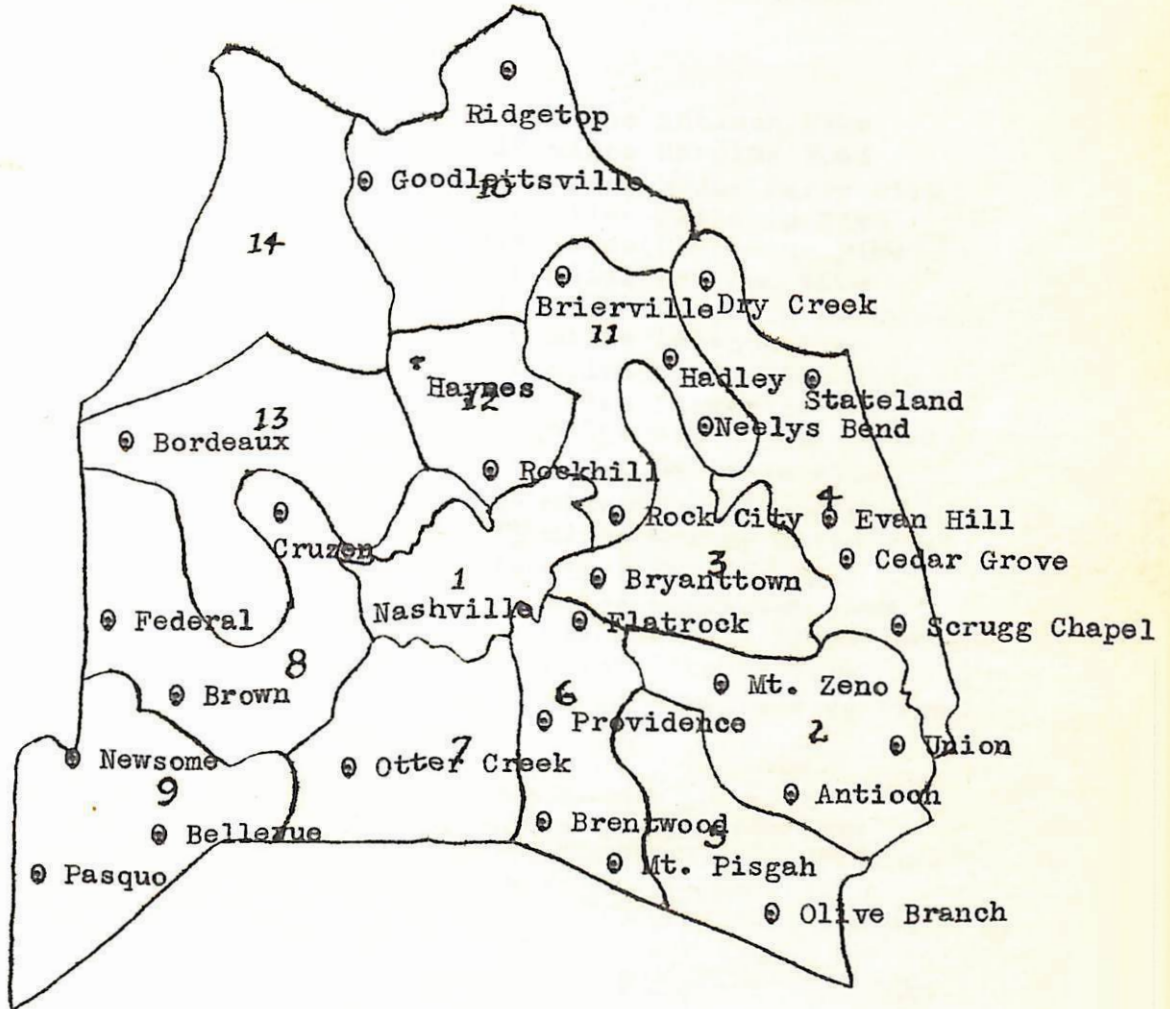 Ridgetop
Goodlettsville
10
14
Brierville
Dry Creek
11
Haynes
12
Hadley
Stateland
13
Bordeaux
Neelys Bend
Rockhill
4
Rock City
Evan Hill
Cruzen
3
Cedar Grove
1
Bryanttown
Nashville
Federal
Flatrock
Scrugg Chapel
8
Brown
6
Mt. Zeno
Providence
2
Union
Newsome
7
Otter Creek
9
Antioch
Bellevue
Brentwood
5
Pasquo
Mt. Pisgah
Olive Branch